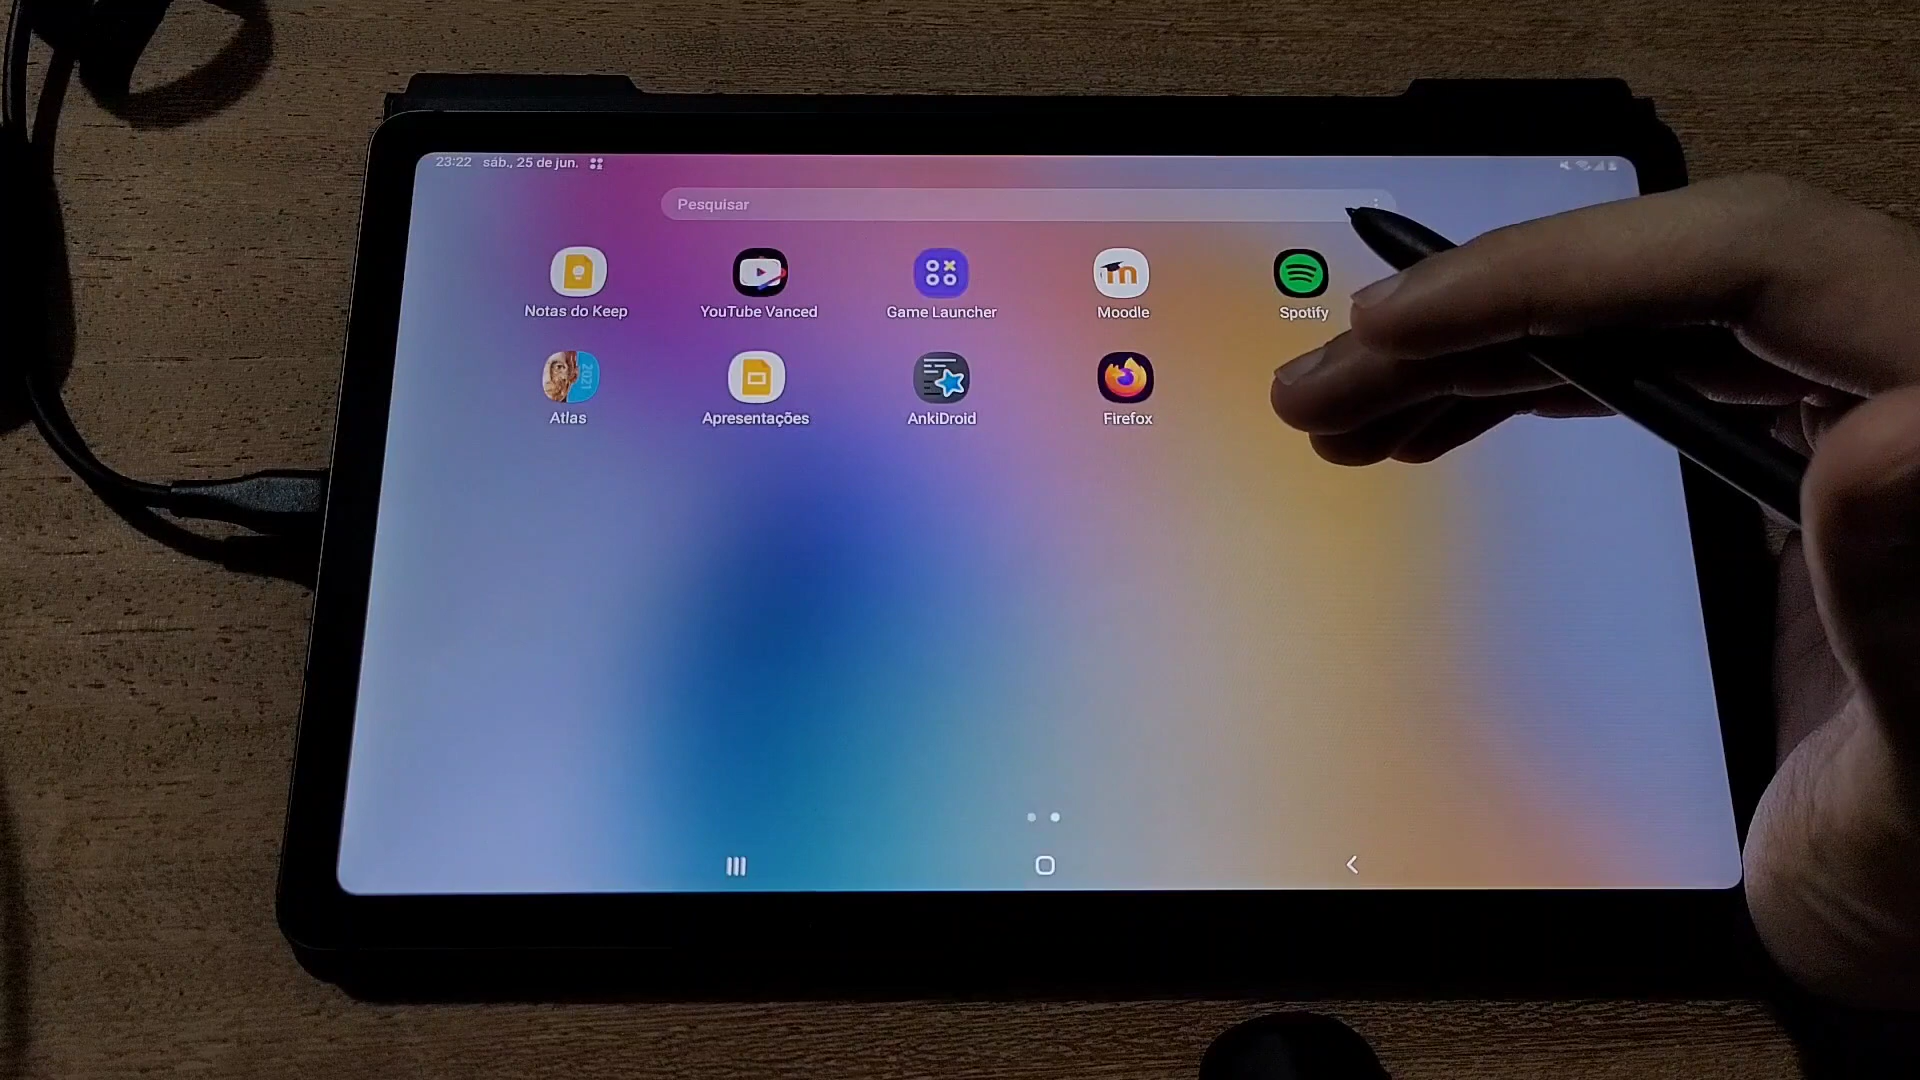 23:22 sáb., 25 de jun.
Pesquisar
Notas do Keep
YouTube Vanced
Game Launcher
Moodle
Spotify
2021
Atlas
Apresentações
AnkiDroid
Firefox